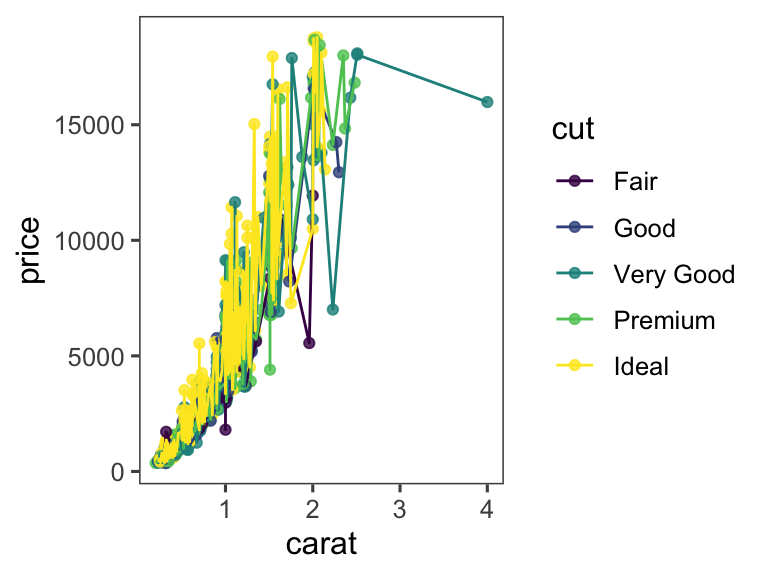 price
15000
10000
5000
0
1 2 3 4
carat
cut
Fair
Good
Very Good
Premium
Ideal